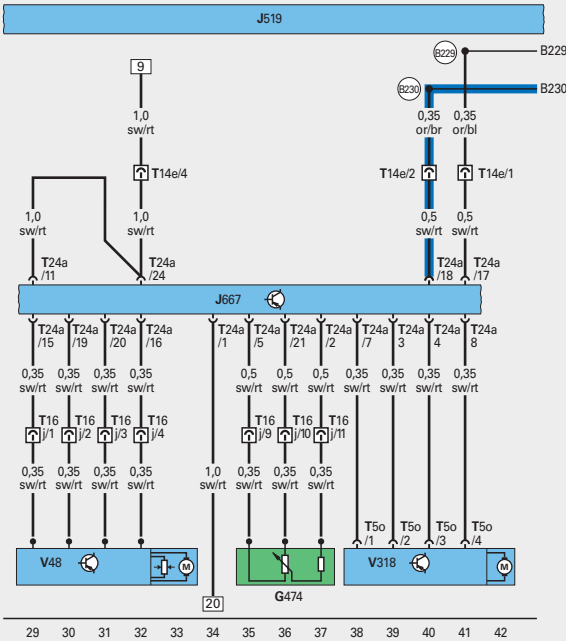 J519
B229 B229
9
B230 B230
1,0 0,35 0,35
sw/rt or/br or/bl
T14e/4 T14e/2 T14e/1
1,0 1,0 0,5 0,5
sw/rt sw/rt sw/rt sw/rt
T24a T24a T24a T24a
/11 /24 /18 /17
J667
T24a T24a T24a T24a T24a T24a T24a T24a T24a T24a T24a T24a
/15 /19 /20 /16 /1 /5 /21 /2 /7 3 4 8
0,35 0,35 0,35 0,35 0,5 0,5 0,5 0,35 0,35 0,35 0,35
sw/rt sw/rt sw/rt sw/rt sw/rt sw/rt sw/rt sw/rt sw/rt sw/rt sw/rt
T16 T16 T16 T16 T16 T16 T16
j/1 j/2 j/3 j/4 j/9 j/10 j/11
0,35 0,35 0,35 0,35 1,0 0,35 0,35 0,35
sw/rt sw/rt sw/rt sw/rt sw/rt sw/rt sw/rt sw/rt
T5o T5o T5o T5o
/1 /2 /3 /4
V48 M V318 M
G474
20
29 30 31 32 33 34 35 36 37 38 39 40 41 42